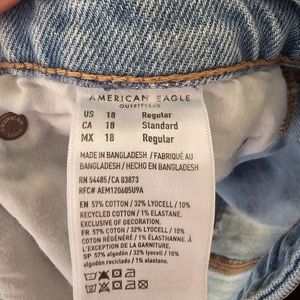 AMERICAN EAGLE
OUTFITTERS
US 18 Regular
CA 18 Standard
MX 18 Regular
MADE IN BANGLADESH / FABRIQUÉ AU
BANGLADESH / HECHO EN BANGLADESH
RN 54485/ CA 03873
RFC# AEM120605U9A
EN 57% COTTON / 32% LYOCELL / 10%
RECYCLED COTTON / 1% ELASTANE.
EXCLUSIVE OF DECORATION.
FR 57% COTON / 32% LYOCELL / 10%
COTON RECYCLÉ / 1% ÉLASTHANNE. À
L'EXCEPTION DE LA GARNITURE.
SP 57% algodón / 32% lyocell / 10%
algodón reciclado / 1% elastano.